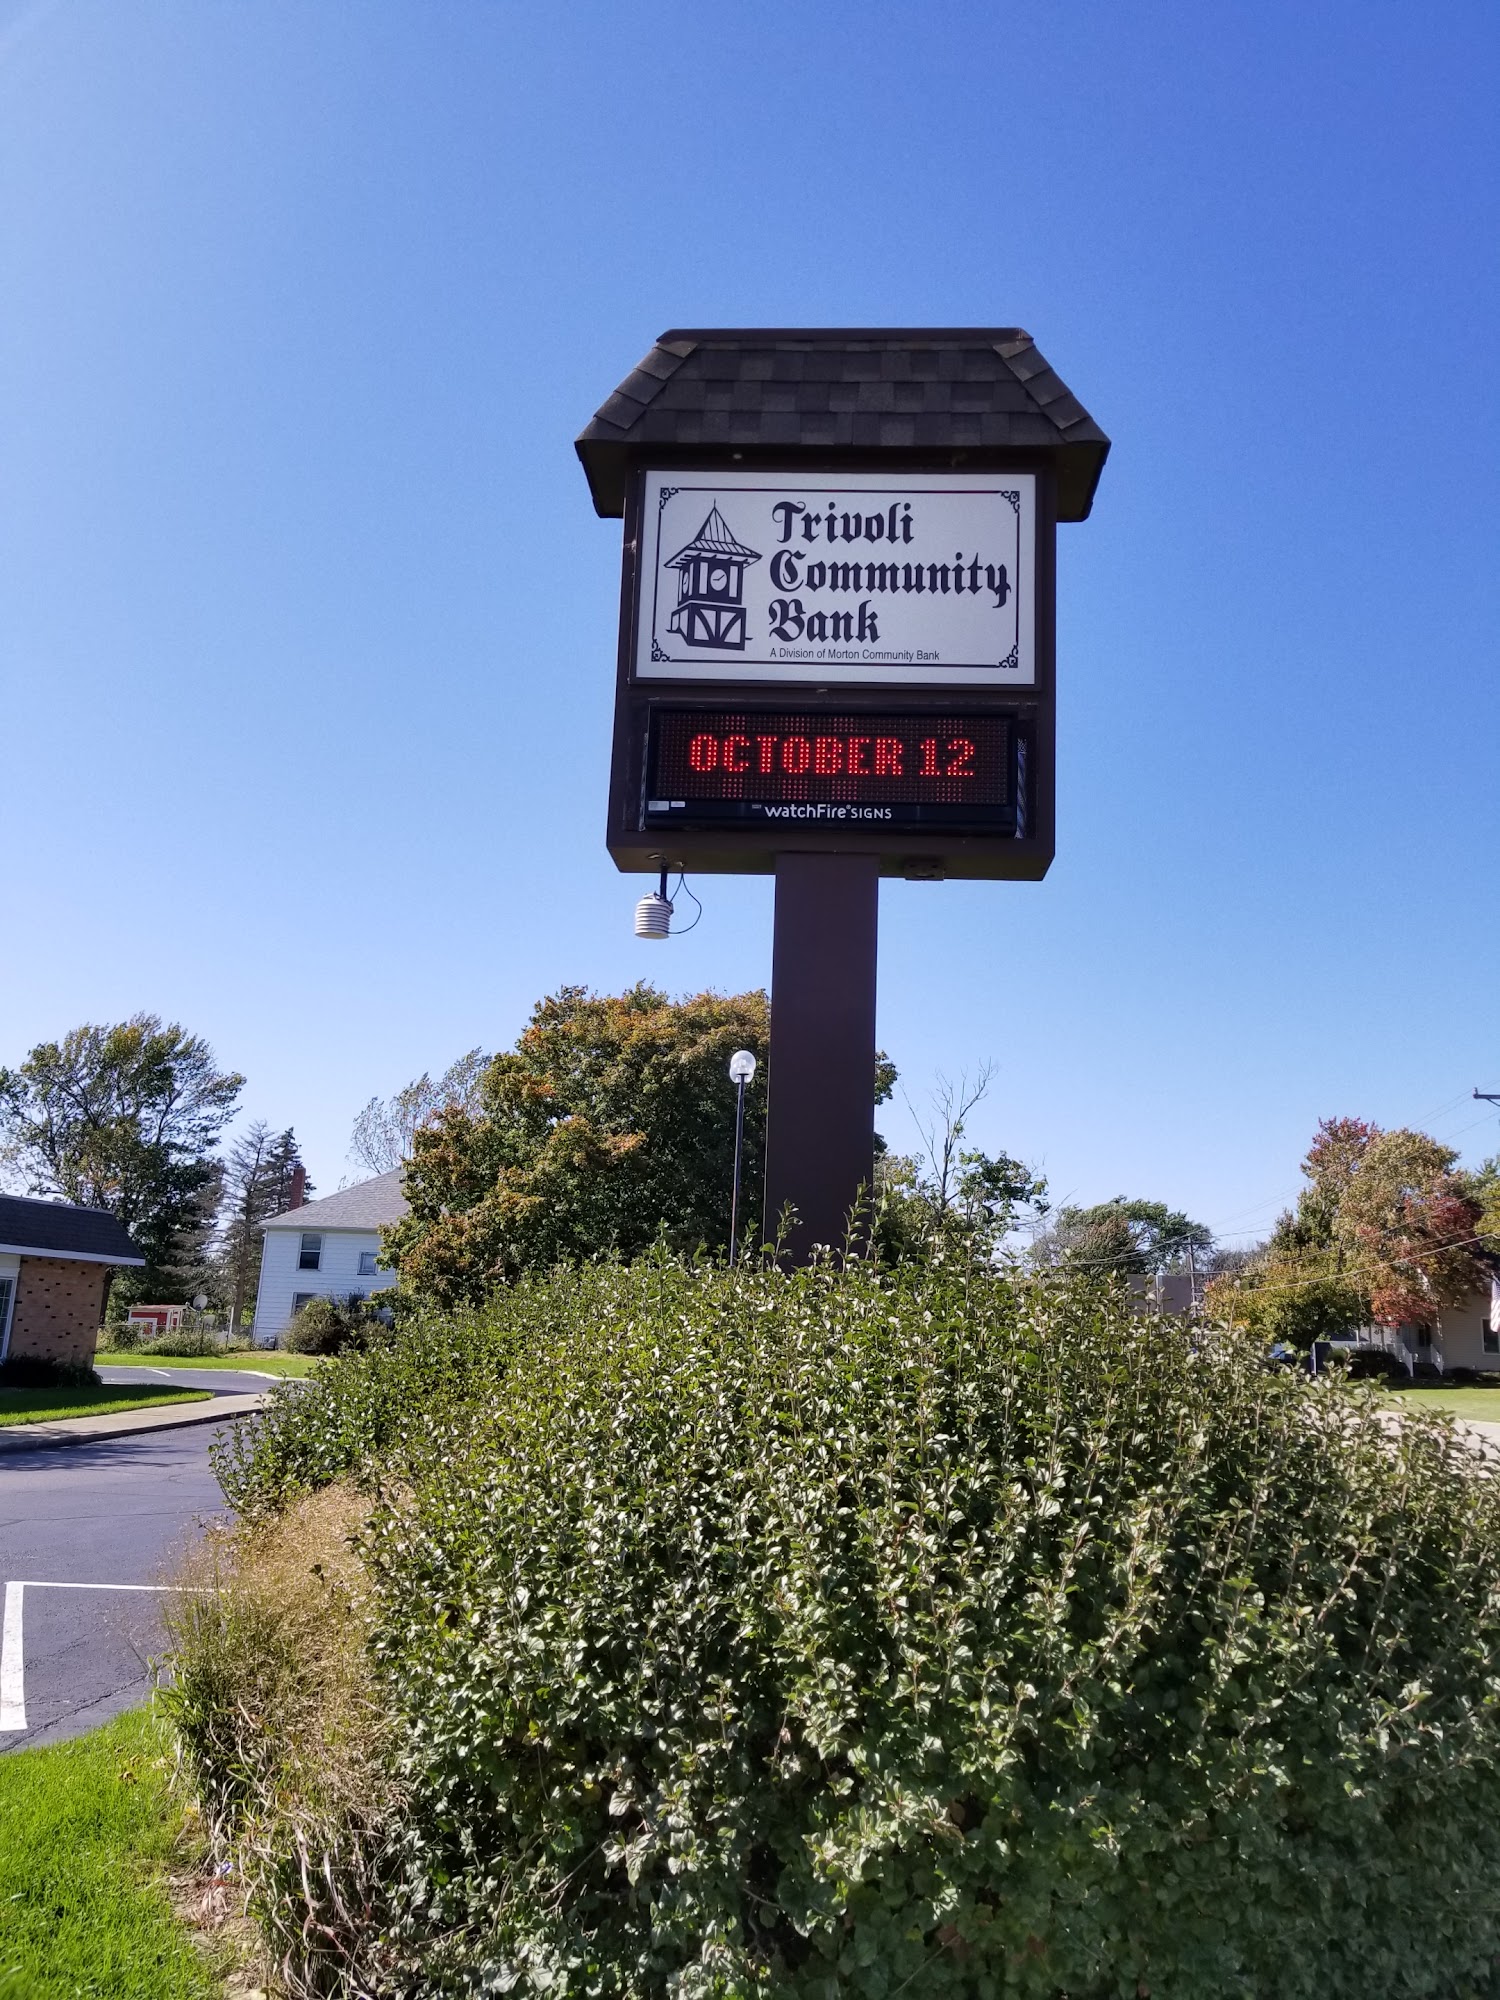 Trivoli
Community
Bank
A Division of Morton Community Bank
OCTOBER 12
watchFire® SIGNS